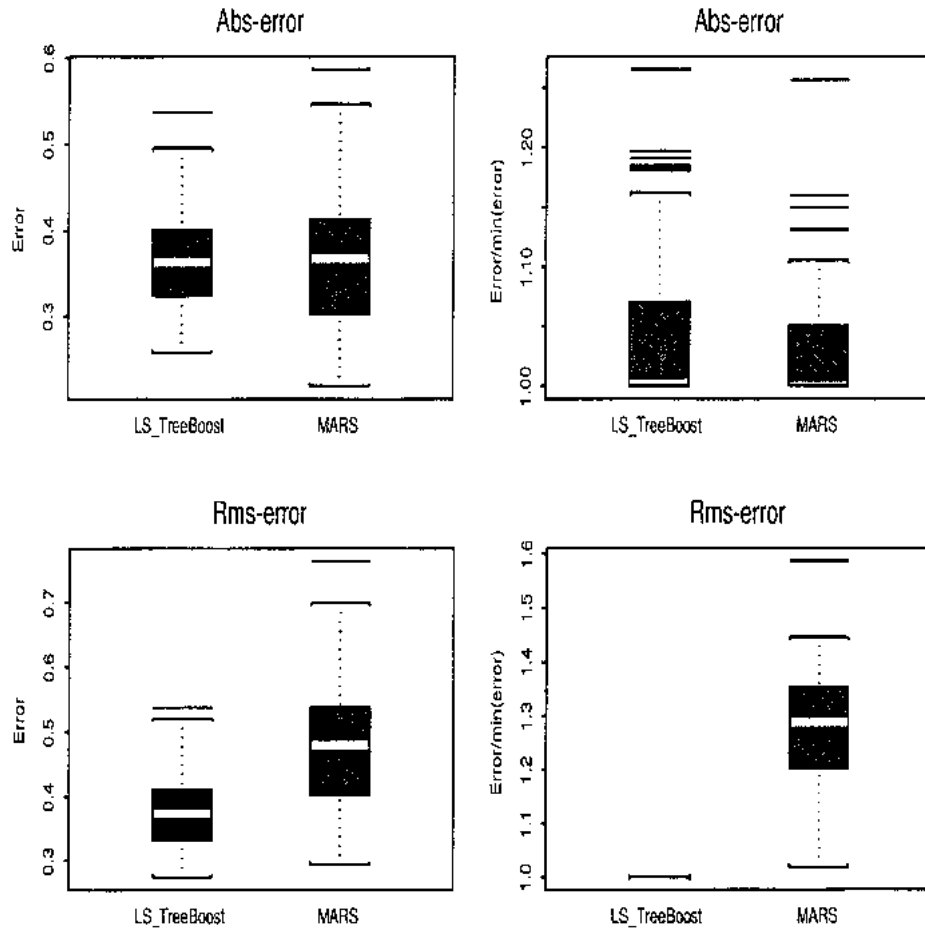 Abs-error
Error
0.6
0.5
0.4
0.3
LS_TreeBoost
MARS
Abs-error
Error/min(error)
1.20
1.10
1.00
LS_TreeBoost
MARS
Rms-error
Error
0.7
0.6
0.5
0.4
0.3
LS_TreeBoost
MARS
Rms-error
Error/min(error)
1.6
1.5
1.4
1.3
1.2
1.1
1.0
LS_TreeBoost
MARS